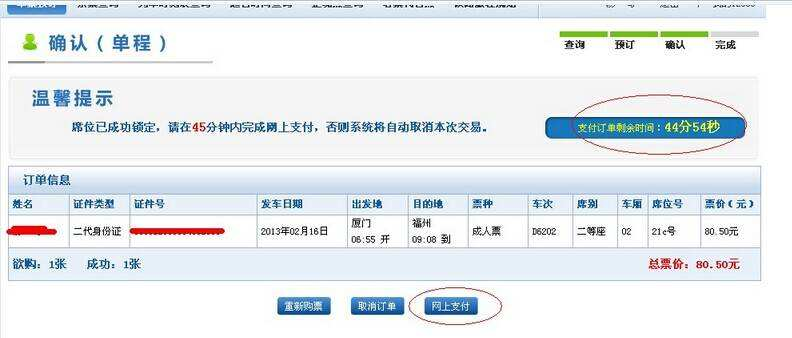 确认（单程）
查询 预订 确认 完成
温馨提示
席位已成功锁定，请在45分钟内完成网上支付，否则系统将自动取消本次交易。
支付订单剩余时间：44分54秒
订单信息
姓名 证件类型 证件号 发车日期 出发地 目的地 票种 车次 席别 车厢 席位号 票价（元）
二代身份证 2013年02月16日 厦门 06:55 开 福州 09:08 到 成人票 D6202 二等座 02 21c号 80.50元
欲购：1张 成功：1张 总票价：80.50元
重新购票 取消订单 网上支付